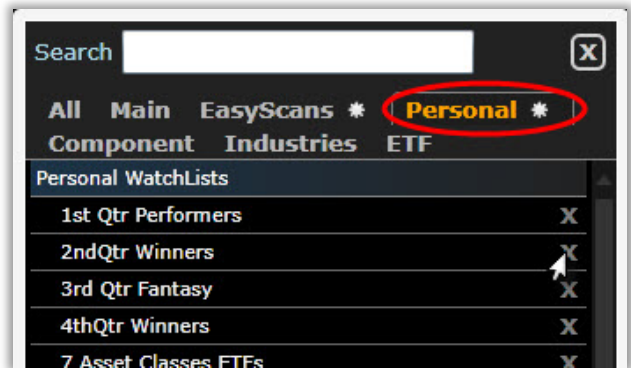 Search X
All Main EasyScans * Personal *
Component Industries ETF
Personal WatchLists
1st Qtr Performers X
2ndQtr Winners X
3rd Qtr Fantasy X
4thQtr Winners X
7 Asset Classes ETFs X